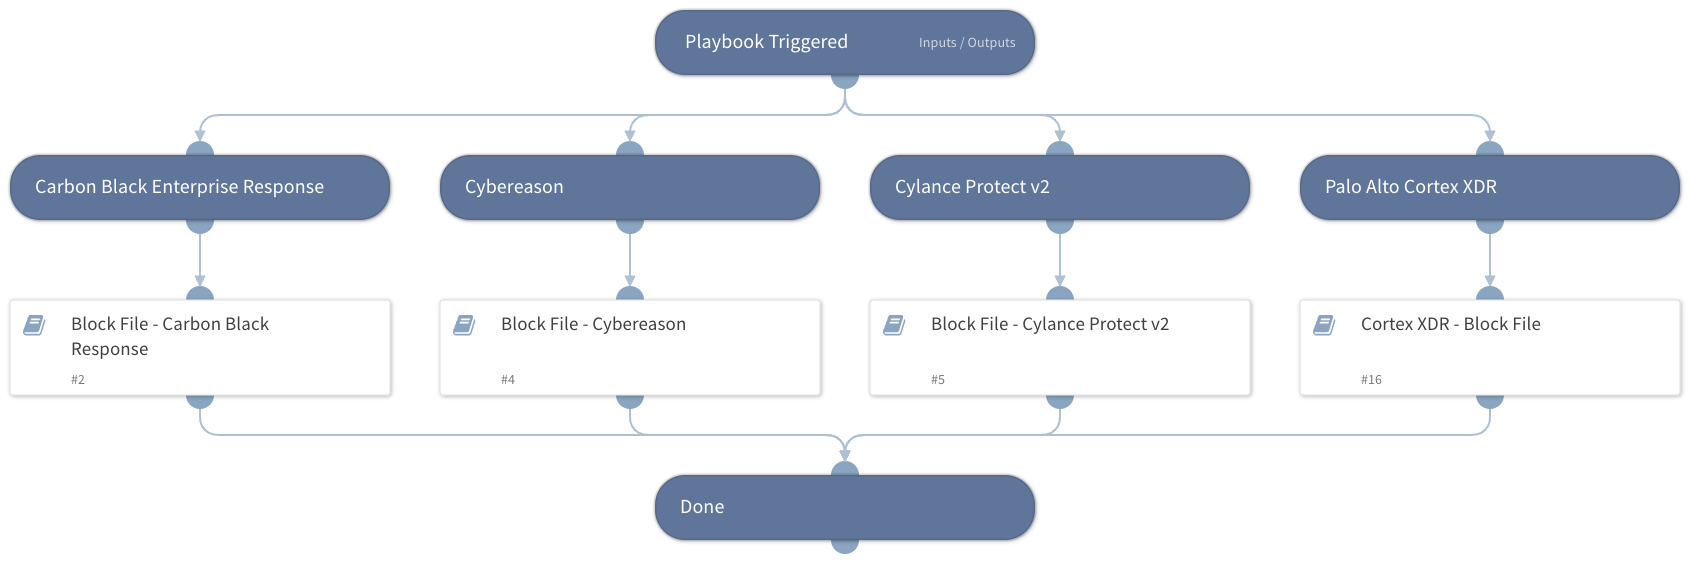 Playbook Triggered
Inputs / Outputs
Carbon Black Enterprise Response
Cybereason
Cylance Protect v2
Palo Alto Cortex XDR
Block File - Carbon Black
Response
#2
Block File - Cybereason
#4
Block File - Cylance Protect v2
#5
Cortex XDR - Block File
#16
Done